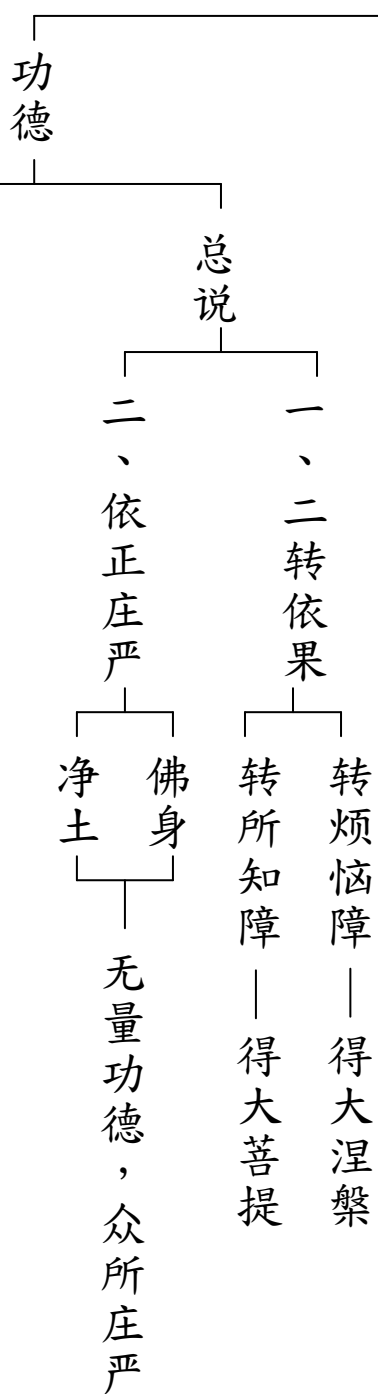 功德
总说
一、二转依果
转烦恼障—得大涅槃
转所知障—得大菩提
二、依正庄严
佛身
净土
无量功德，众所庄严